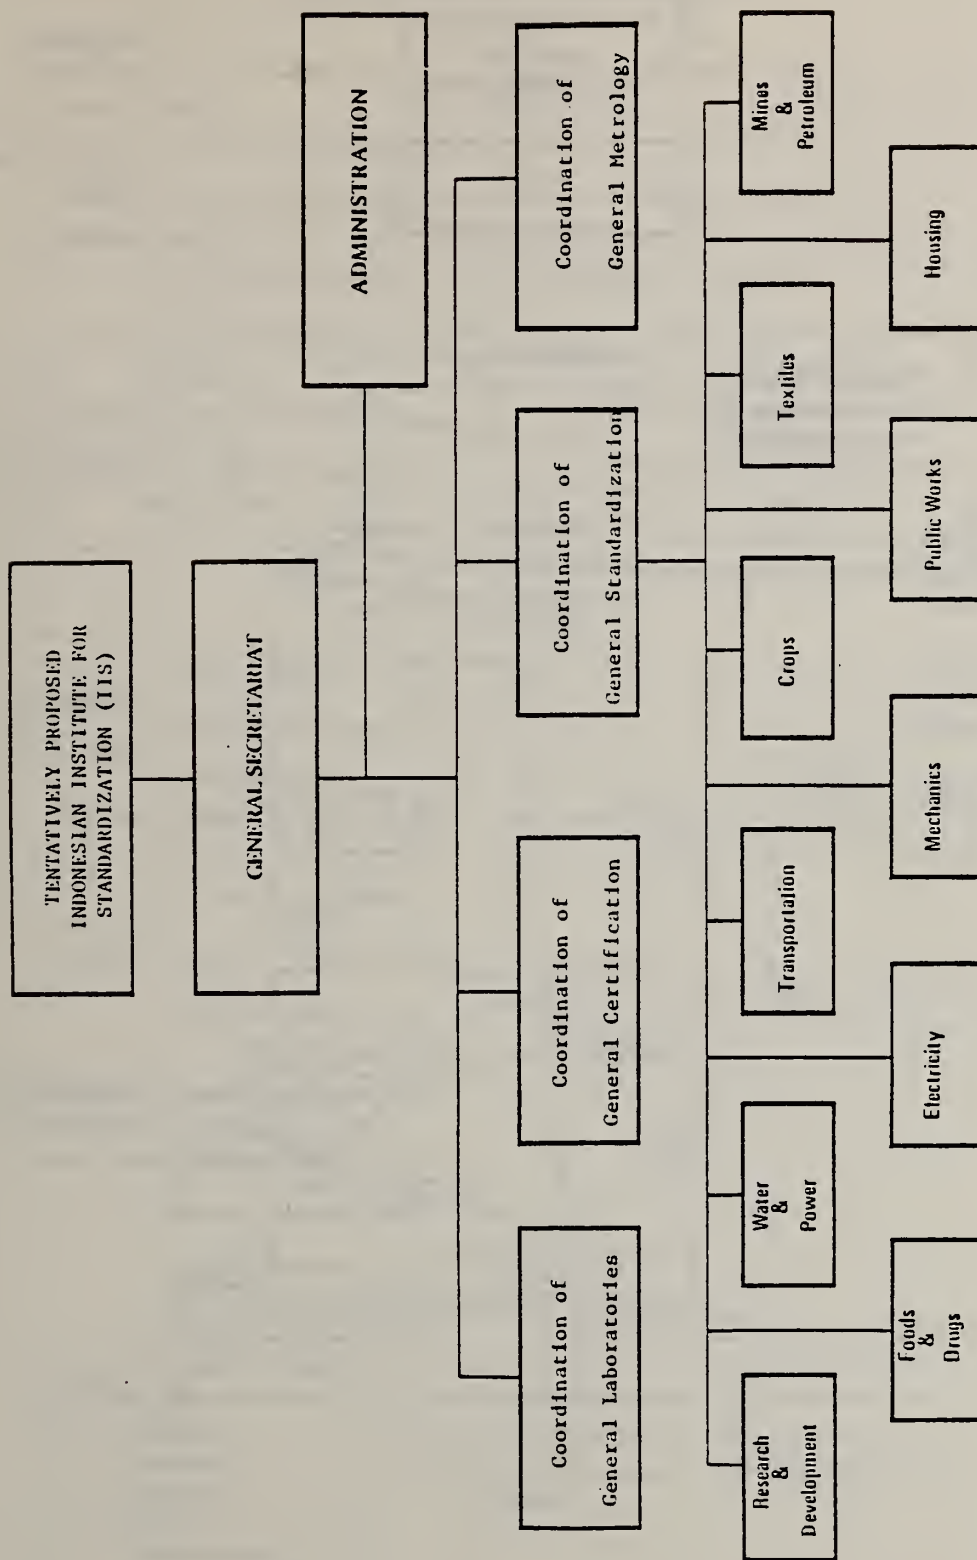 TENTATIVELY PROPOSED
INDONESIAN INSTITUTE FOR
STANDARDIZATION (IIS)
GENERAL SECRETARIAT
ADMINISTRATION
Coordination of
General Laboratories
Coordination of
General Certification
Coordination of
General Standardization
Coordination of
General Metrology
Research
&
Development
Water
&
Power
Transportation
Crops
Textiles
Mines
&
Petroleum
Foods
&
Drugs
Electricity
Mechanics
Public Works
Housing